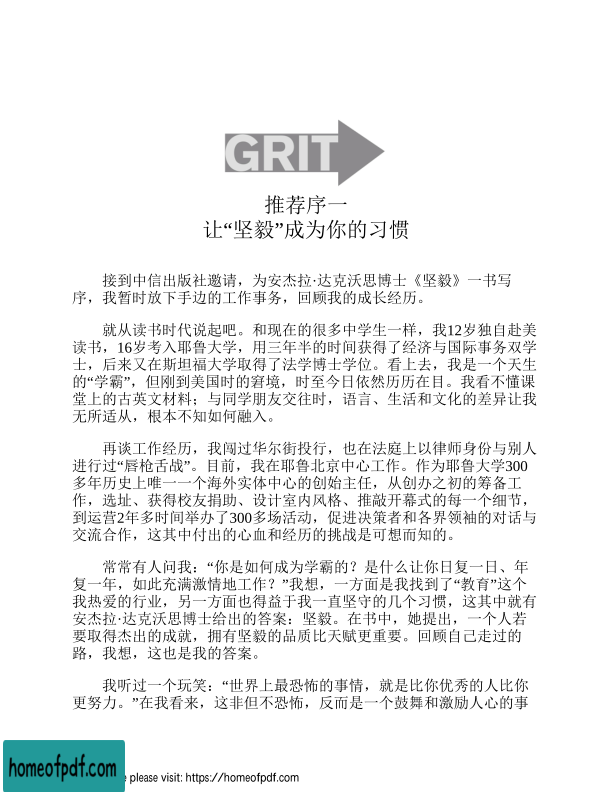 GRIT
推荐序一
让“坚毅”成为你的习惯
接到中信出版社邀请，为安杰拉·达克沃思博士《坚毅》一书写
序，我暂时放下手边的工作事务，回顾我的成长经历。
就从读书时代说起吧。和现在的很多中学生一样，我12岁独自赴美
读书，16岁考入耶鲁大学，用三年半的时间获得了经济与国际事务双学
士，后来又在斯坦福大学取得了法学博士学位。看上去，我是一个天生
的“学霸”，但刚到美国时的窘境，时至今日依然历历在目。我看不懂课
堂上的古英文材料；与同学朋友交往时，语言、生活和文化的差异让我
无所适从，根本不知如何融入。
再谈工作经历，我闯过华尔街投行，也在法庭上以律师身份与别人
进行过“唇枪舌战”。目前，我在耶鲁北京中心工作。作为耶鲁大学300
多年历史上唯一一个海外实体中心的创始主任，从创办之初的筹备工
作，选址、获得校友捐助、设计室内风格、推敲开幕式的每一个细节，
到运营2年多时间举办了300多场活动，促进决策者和各界领袖的对话与
交流合作，这其中付出的心血和经历的挑战是可想而知的。
常常有人问我：“你是如何成为学霸的？是什么让你日复一日、年
复一年，如此充满激情地工作？”我想，一方面是我找到了“教育”这个
我热爱的行业，另一方面也得益于我一直坚守的几个习惯，这其中就有
安杰拉·达克沃思博士给出的答案：坚毅。在书中，她提出，一个人若
要取得杰出的成就，拥有坚毅的品质比天赋更重要。回顾自己走过的
路，我想，这也是我的答案。
我听过一个玩笑：“世界上最恐怖的事情，就是比你优秀的人比你
更努力。”在我看来，这非但不恐怖，反而是一个鼓舞和激励人心的事
homeofpdf.com
please visit: https://homeofpdf.com